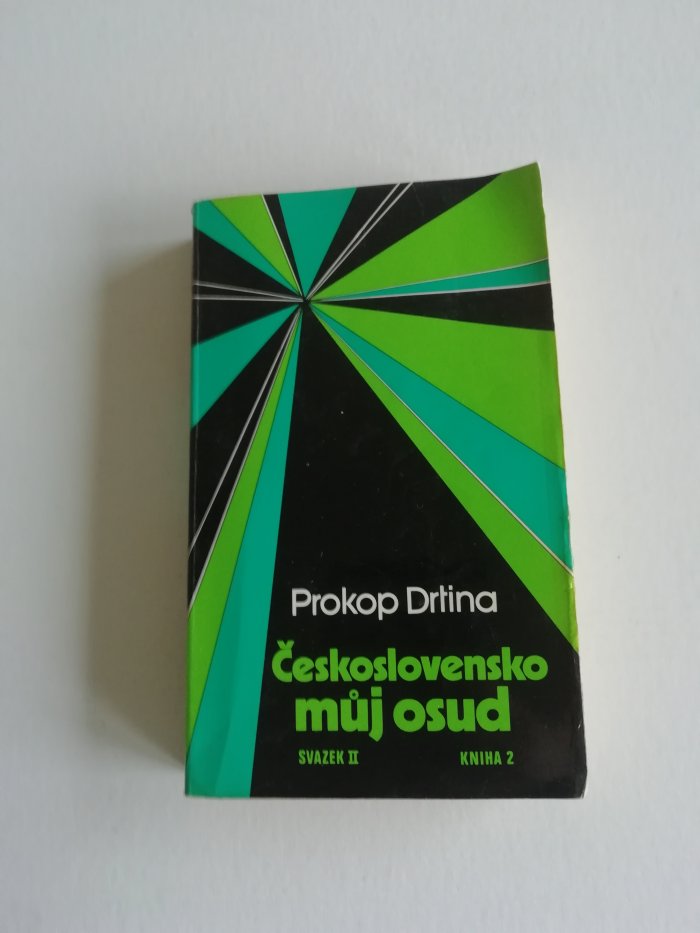 Prokop Drtina
Československo
můj osud
SVAZEK II
KNIHA 2